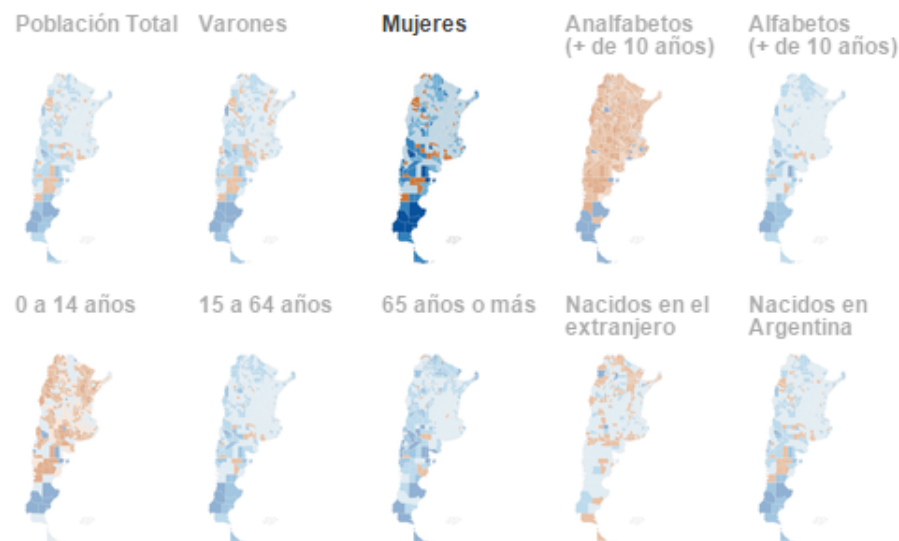 Población Total
Varones
Mujeres
Analfabetos
(+ de 10 años)
Alfabetos
(+ de 10 años)
0 a 14 años
15 a 64 años
65 años o más
Nacidos en el
extranjero
Nacidos en
Argentina